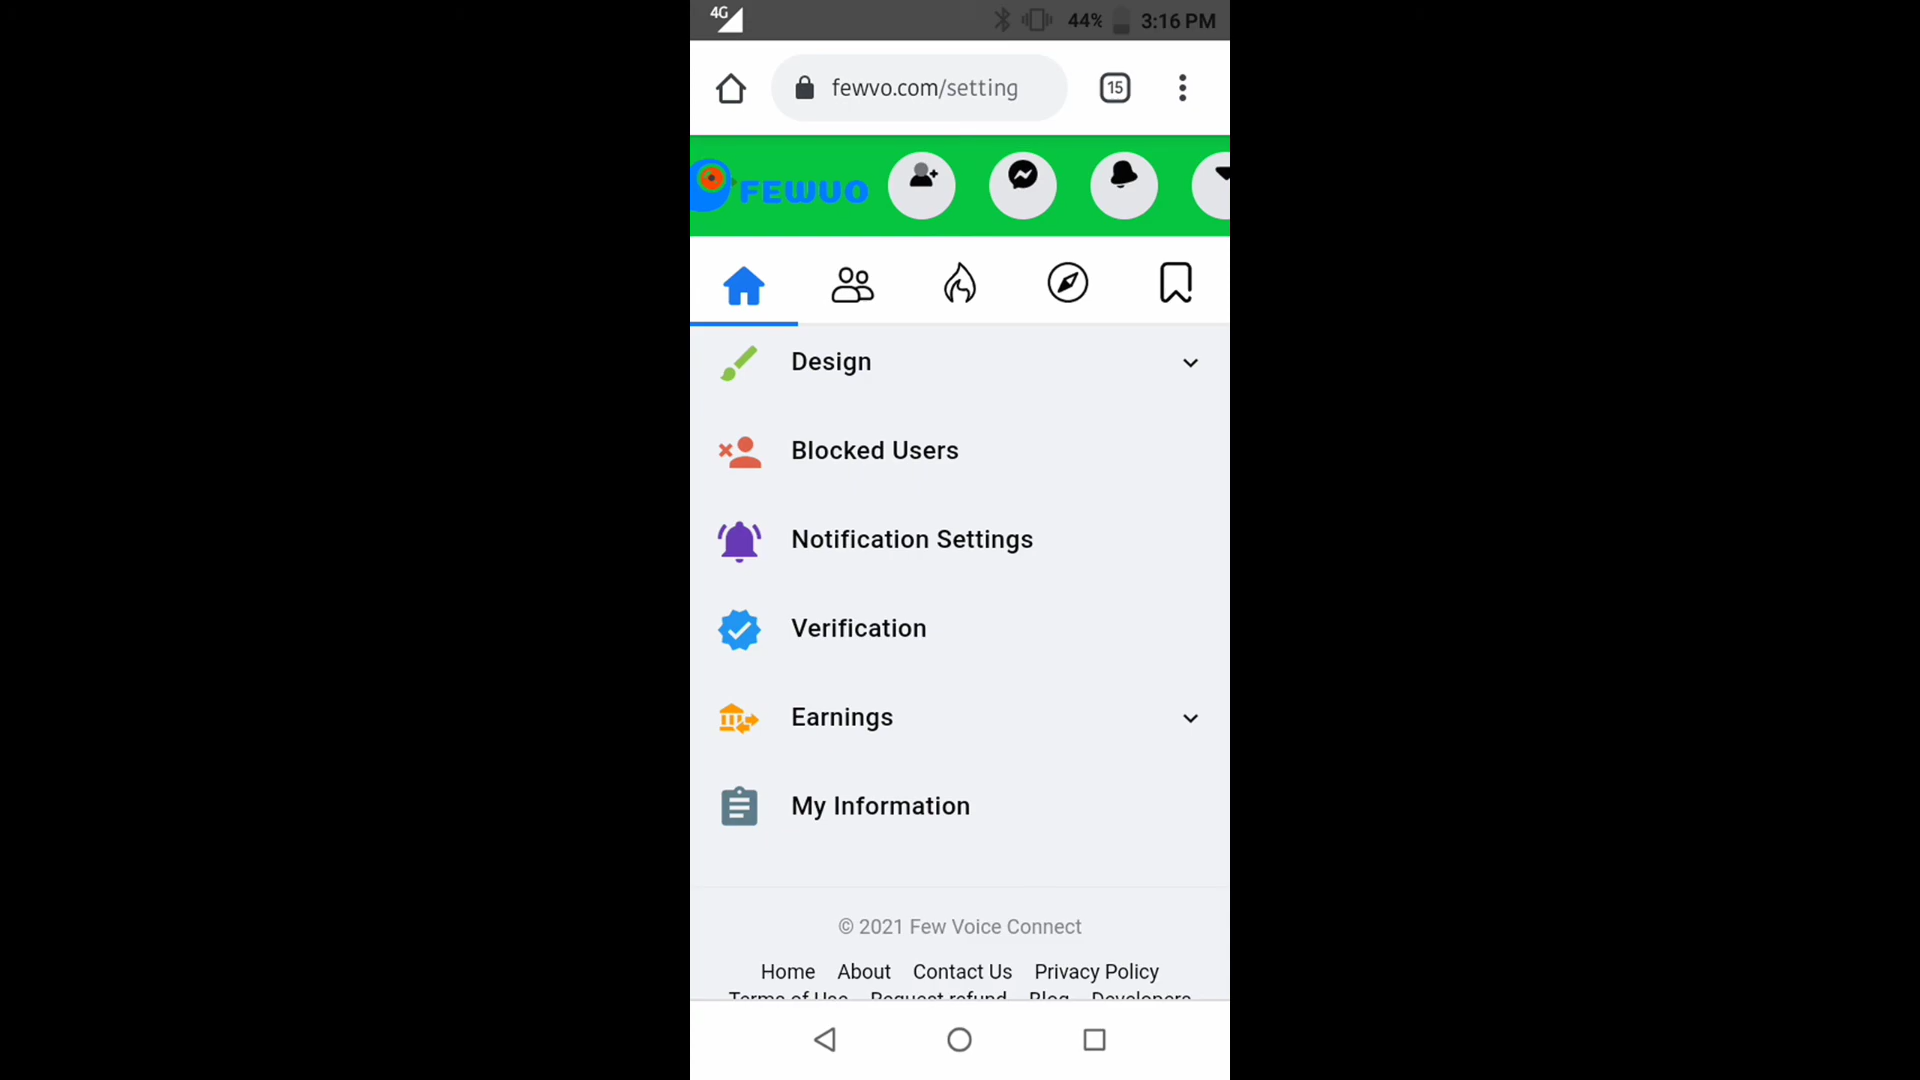 4G 44% 3:16 PM
fewvo.com/setting 15
FEWUO
Design
Blocked Users
Notification Settings
Verification
Earnings
My Information
© 2021 Few Voice Connect
Home About Contact Us Privacy Policy
Terms of Use Request refund Blog Developers